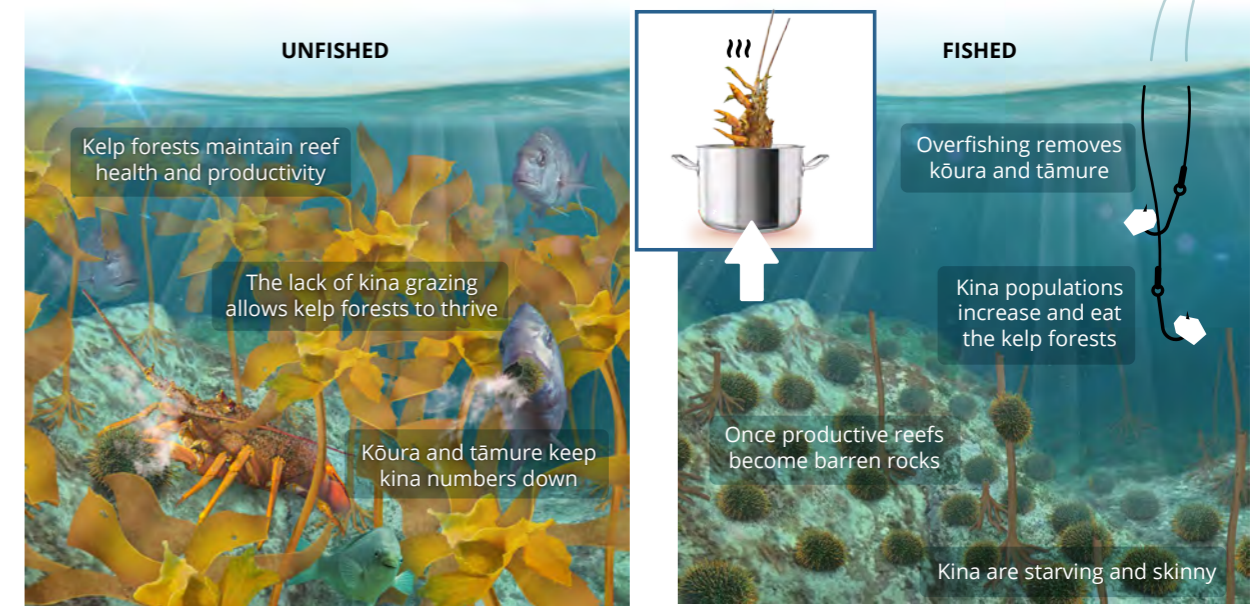 UNFISHED
Kelp forests maintain reef
health and productivity
The lack of kina grazing
allows kelp forests to thrive
Kōura and tāmure keep
kina numbers down
FISHED
Overfishing removes
kōura and tāmure
Kina populations
increase and eat
the kelp forests
Once productive reefs
become barren rocks
Kina are starving and skinny